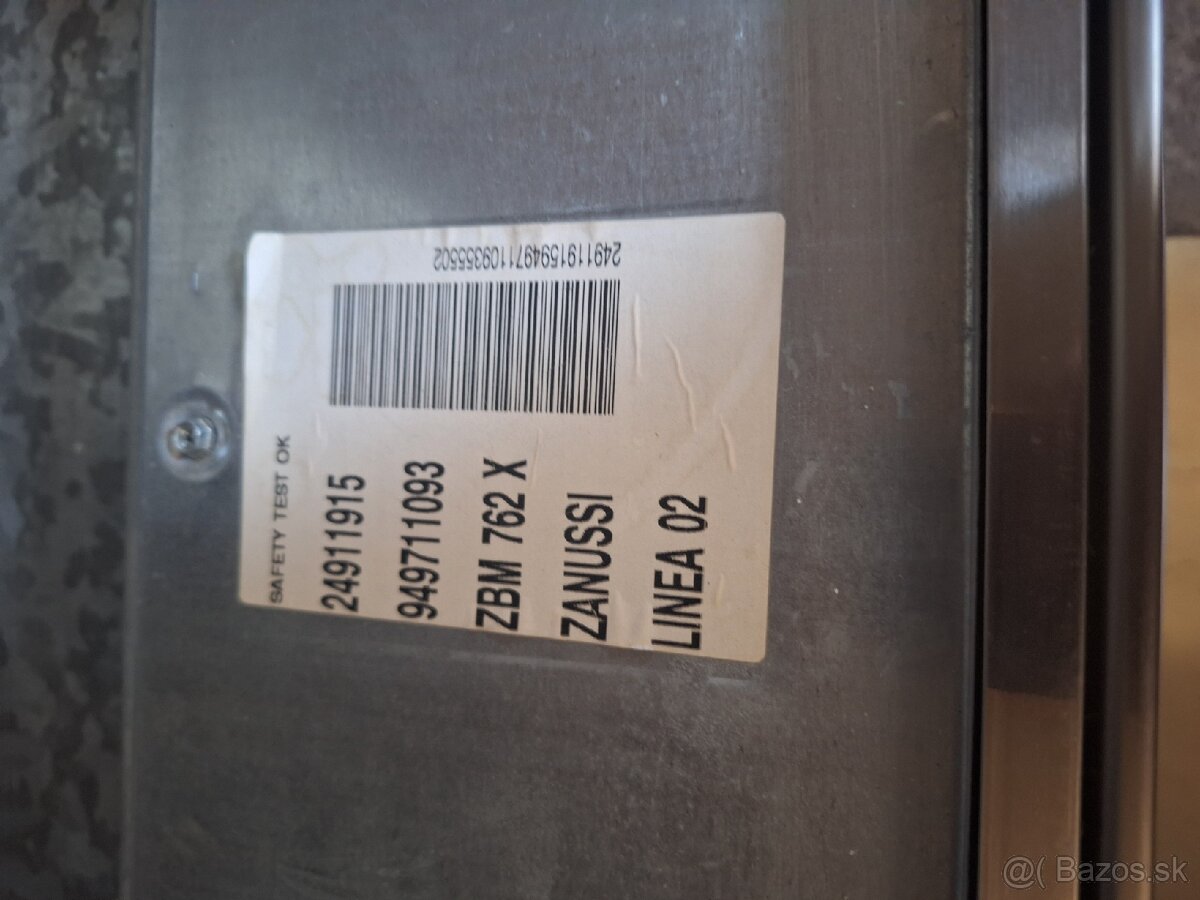 SAFETY TEST OK
24911915
949711093
ZBM 762 X
ZANUSSI
LINEA 02
2491191594971109355502
@( Bazos.sk